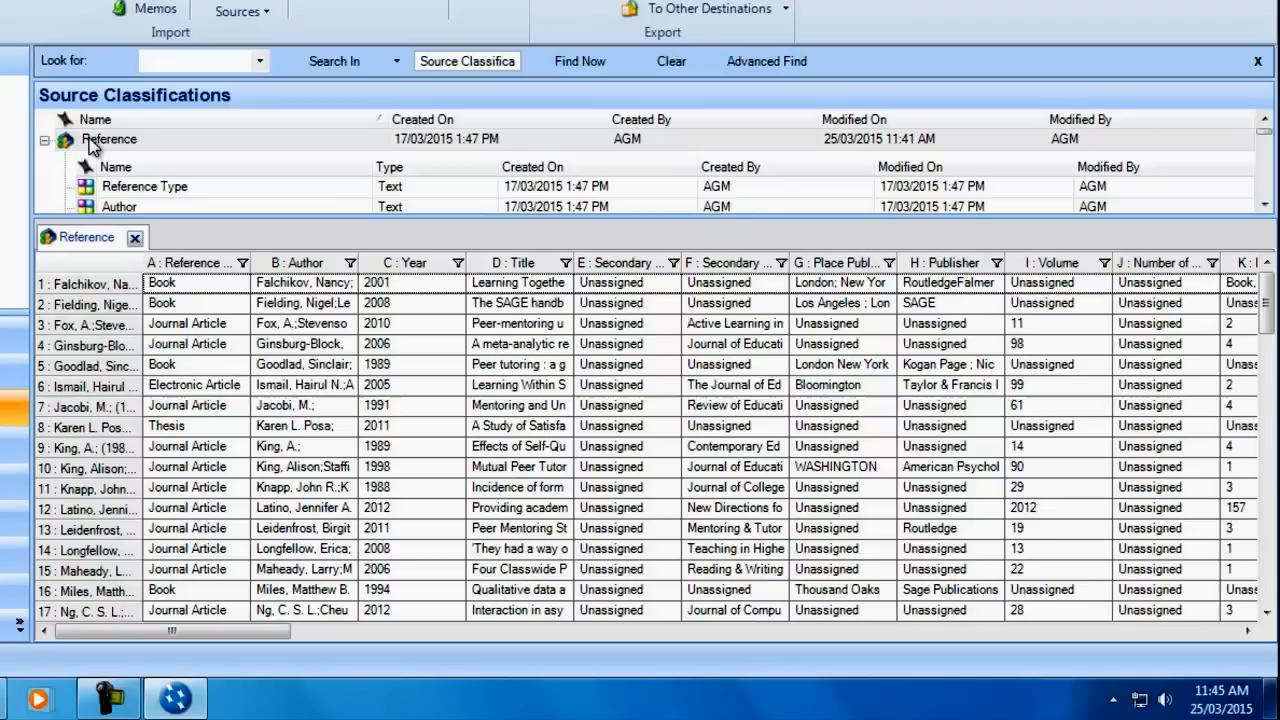 Memos
Sources
To Other Destinations
Import
Export
Look for:
Search In
Source Classifica
Find Now
Clear
Advanced Find
x
Source Classifications
Name Created On Created By Modified On Modified By
Reference 17/03/2015 1:47 PM AGM 25/03/2015 11:41 AM AGM
Name Type Created On Created By Modified On Modified By
Reference Type Text 17/03/2015 1:47 PM AGM 17/03/2015 1:47 PM AGM
Author Text 17/03/2015 1:47 PM AGM 17/03/2015 1:47 PM AGM
Reference
A : Reference ... B : Author C : Year D : Title E : Secondary ... F : Secondary ... G : Place Publ... H : Publisher I : Volume J : Number of ... K : I
1 : Falchikov, Na... Book Falchikov, Nancy; 2001 Learning Togethe Unassigned Unassigned London; New Yor RoutledgeFalmer Unassigned Unassigned Book,
2 : Fielding, Nige... Book Fielding, Nigel;Le 2008 The SAGE handb Unassigned Unassigned Los Angeles ; Lon SAGE Unassigned Unassigned Unass
3 : Fox, A.;Steve... Journal Article Fox, A.;Stevenso 2010 Peer-mentoring u Unassigned Active Learning in Unassigned Unassigned 11 Unassigned 2
4 : Ginsburg-Blo... Journal Article Ginsburg-Block, 2006 A meta-analytic re Unassigned Journal of Educati Unassigned Unassigned 98 Unassigned 4
5 : Goodlad, Sinc... Book Goodlad, Sinclair; 1989 Peer tutoring : a g Unassigned Unassigned London New York Kogan Page ; Nic Unassigned Unassigned Unass
6 : Ismail, Hairul ... Electronic Article Ismail, Hairul N.;A 2005 Learning Within S Unassigned The Journal of Ed Bloomington Taylor & Francis I 99 Unassigned 2
7 : Jacobi, M.; (1... Journal Article Jacobi, M.; 1991 Mentoring and Un Unassigned Review of Educati Unassigned Unassigned 61 Unassigned 4
8 : Karen L. Pos... Thesis Karen L. Posa; 2011 A Study of Satisfa Unassigned Unassigned Unassigned Unassigned Unassigned Unassigned Unass
9 : King, A.; (198... Journal Article King, A.; 1989 Effects of Self-Qu Unassigned Contemporary Ed Unassigned Unassigned 14 Unassigned 4
10 : King, Alison;... Journal Article King, Alison;Staffi 1998 Mutual Peer Tutor Unassigned Journal of Educati WASHINGTON American Psychol 90 Unassigned 1
11 : Knapp, John... Journal Article Knapp, John R.;K 1988 Incidence of form Unassigned Journal of College Unassigned Unassigned 29 Unassigned 3
12 : Latino, Jenni... Journal Article Latino, Jennifer A. 2012 Providing academ Unassigned New Directions fo Unassigned Unassigned 2012 Unassigned 157
13 : Leidenfrost, ... Journal Article Leidenfrost, Birgit 2011 Peer Mentoring St Unassigned Mentoring & Tutor Unassigned Routledge 19 Unassigned 3
14 : Longfellow, ... Journal Article Longfellow, Erica; 2008 'They had a way o Unassigned Teaching in Highe Unassigned Unassigned 13 Unassigned 1
15 : Maheady, L... Journal Article Maheady, Larry;M 2006 Four Classwide P Unassigned Reading & Writing Unassigned Unassigned 22 Unassigned 1
16 : Miles, Matth... Book Miles, Matthew B. 1994 Qualitative data a Unassigned Unassigned Thousand Oaks Sage Publications Unassigned Unassigned Unass
17 : Ng, C. S. L.;... Journal Article Ng, C. S. L.;Cheu 2012 Interaction in asy Unassigned Journal of Compu Unassigned Unassigned 28 Unassigned 3
11:45 AM
25/03/2015